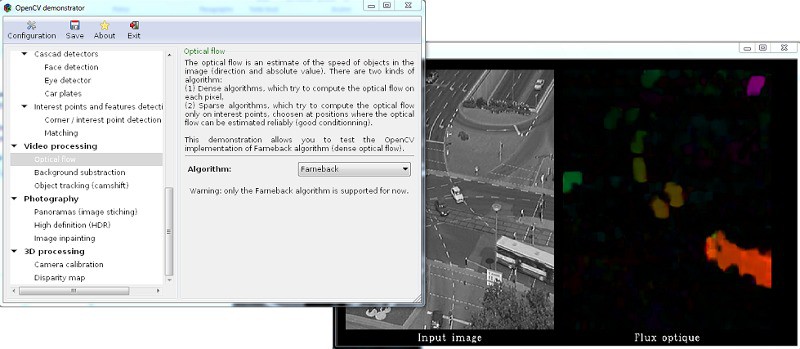 OpenCV demonstrator
Configuration Save About Exit
Cascad detectors
Face detection
Eye detector
Car plates
Interest points and features detecti
Corner / interest point detection
Matching
Video processing
Optical flow
Background substraction
Object tracking (camshift)
Photography
Panoramas (image stiching)
High definition (HDR)
Image inpainting
3D processing
Camera calibration
Disparity map
Optical flow
The optical flow is an estimate of the speed of objects in the
image (direction and absolute value). There are two kinds of
algorithm:
(1) Dense algorithms, which try to compute the optical flow on
each pixel.
(2) Sparse algorithms, which try to compute the optical flow
only on interest points, choosen at positions where the optical
flow can be estimated reliably (good conditionning).
This demonstration allows you to test the OpenCV
implementation of Farneback algorithm (dense optical flow).
Algorithm: Farneback
Warning: only the Farneback algorithm is supported for now.
Input image
Flux optique